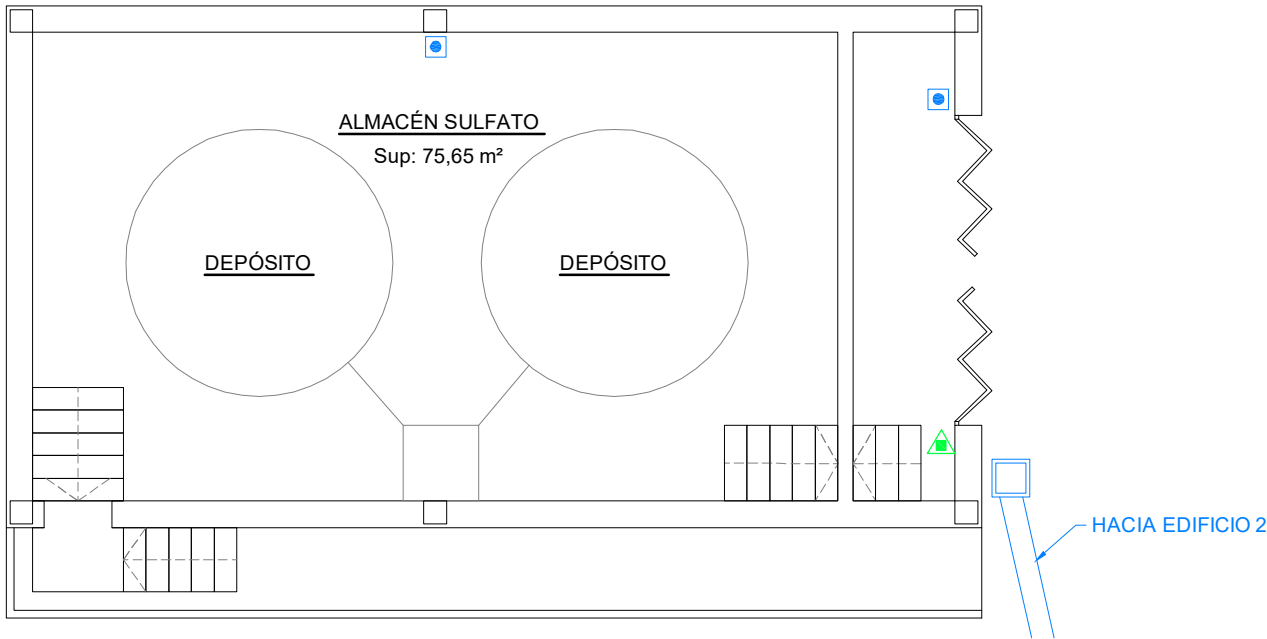 ALMACÉN SULFATO
Sup: 75,65 m²
DEPÓSITO
DEPÓSITO
HACIA EDIFICIO 2